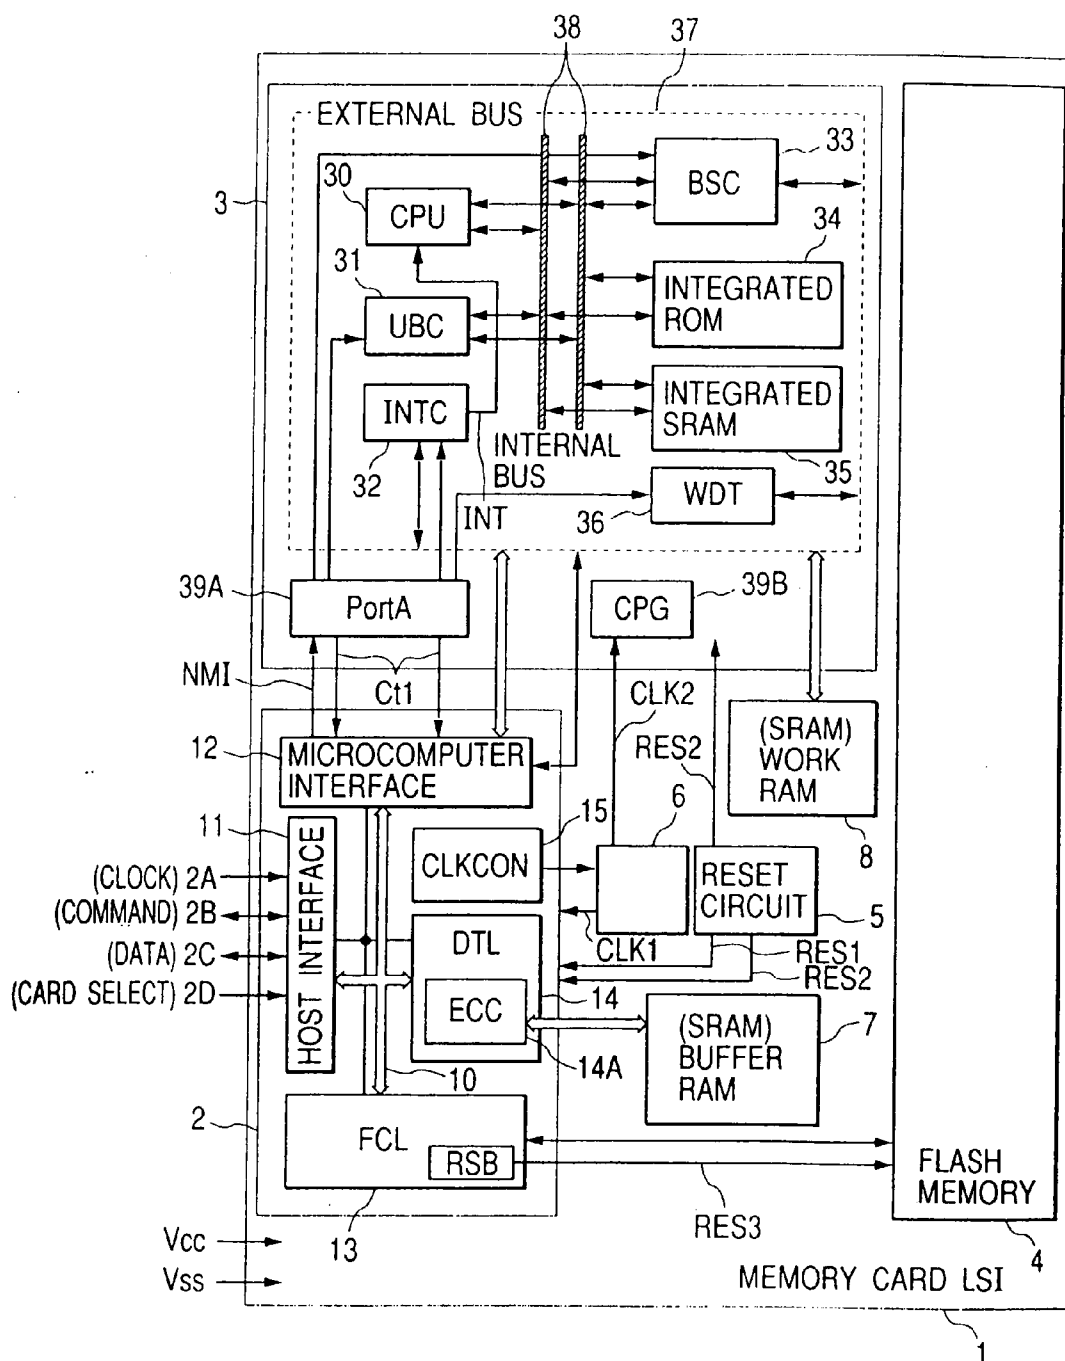 38
37
EXTERNAL BUS
33
BSC
30
3
CPU
34
31
INTEGRATED
ROM
UBC
INTEGRATED
SRAM
INTC
INTERNAL
BUS
35
32
WDT
36
INT
39A
PortA
39B
CPG
NMI
Ct1
CLK2
RES2
12
MICROCOMPUTER
INTERFACE
(SRAM)
WORK
RAM
6
15
11
8
HOST INTERFACE
CLKCON
RESET
CIRCUIT
5
(CLOCK) 2A
(COMMAND) 2B
(DATA) 2C
(CARD SELECT) 2D
DTL
CLK1
RES1
RES2
14
ECC
14A
7
(SRAM)
BUFFER
RAM
10
2
FCL
RSB
FLASH
MEMORY
RES3
13
4
Vcc
Vss
MEMORY CARD LSI
1